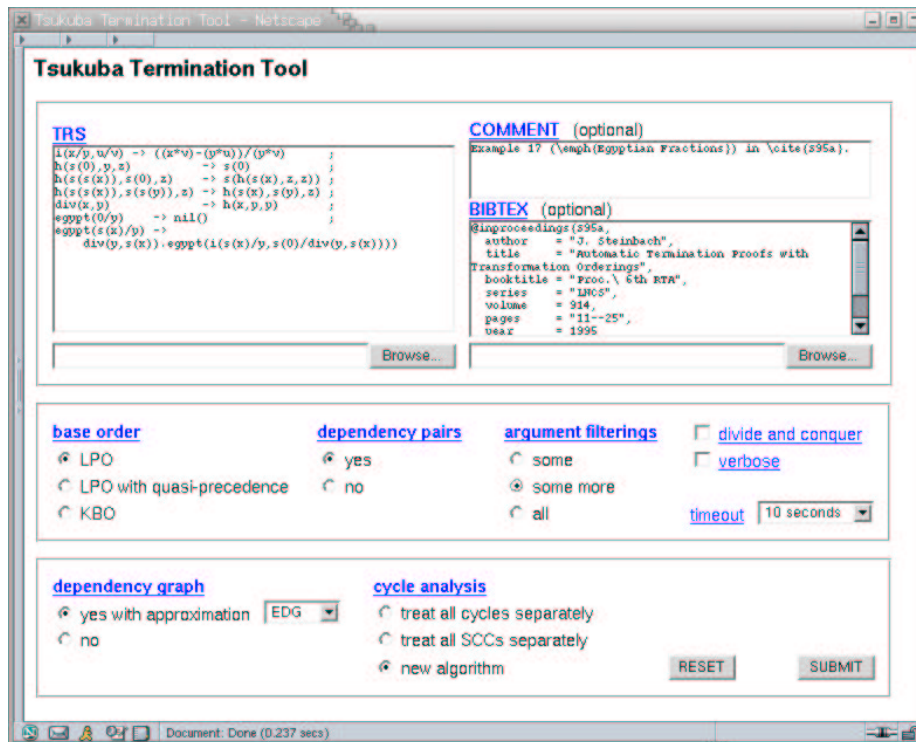 Tsukuba Termination Tool - Netscape
Tsukuba Termination Tool
TRS
i(x/y,u/v) -> ((x*v)-(y*u))/(y*v) ;
h(s(0),y,z) -> s(0) ;
h(s(s(x)),s(0),z) -> s(h(s(x),z,z)) ;
h(s(s(x)),s(s(y)),z) -> h(s(x),s(y),z) ;
div(x,y) -> h(x,y,y) ;
egypt(0/y) -> nil() ;
egypt(s(x)/y) ->
div(y,s(x)).egypt(i(s(x)/y,s(0)/div(y,s(x))))
Browse...
COMMENT (optional)
Example 17 (\emph{Egyptian Fractions}) in \cite{S95a}.
BIBTEX (optional)
@inproceedings{S95a,
author = "J. Steinbach",
title = "Automatic Termination Proofs with
Transformation Orderings",
booktitle = "Proc.\ 6th RTA",
series = "LNCS",
volume = 914,
pages = "11--25",
year = 1995
Browse...
base order
LPO
LPO with quasi-precedence
KBO
dependency pairs
yes
no
argument filterings
some
some more
all
divide and conquer
verbose
timeout 10 seconds
dependency graph
yes with approximation EDG
no
cycle analysis
treat all cycles separately
treat all SCCs separately
new algorithm
RESET SUBMIT
Document: Done (0.237 secs)